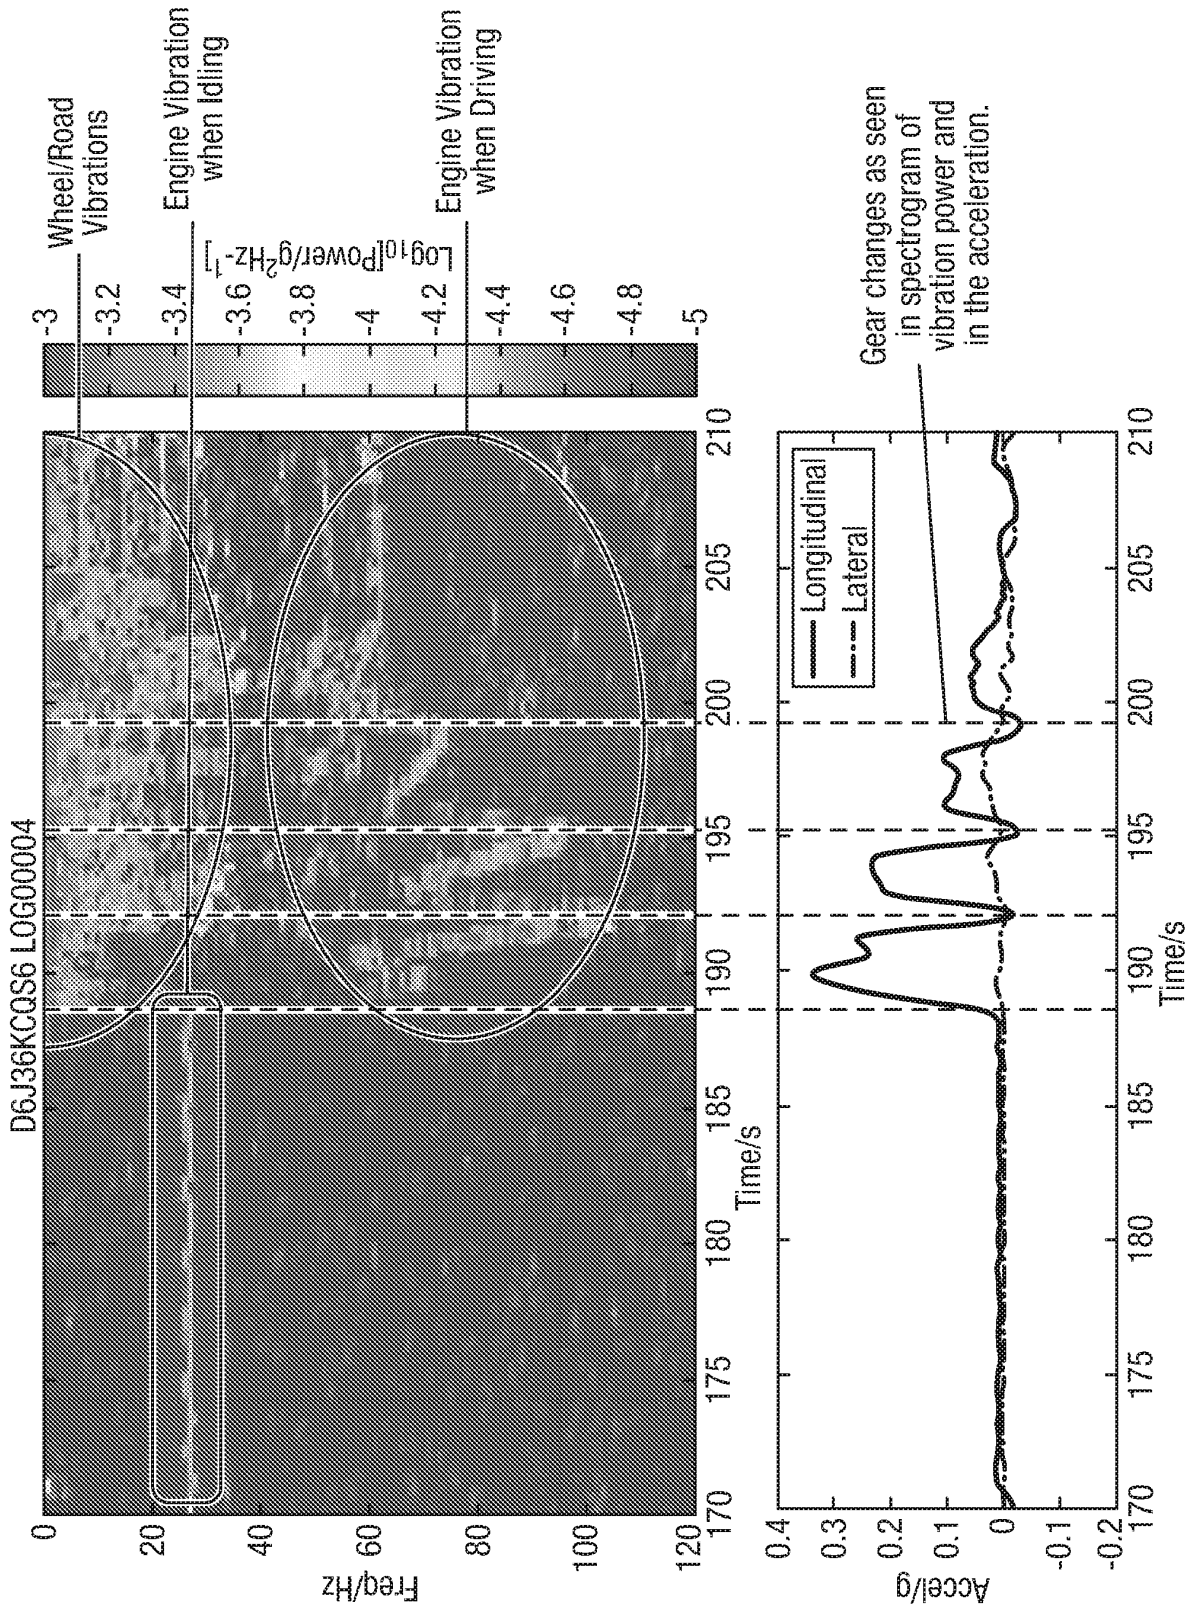 D6J36KCQS6 LOG00004
Wheel/Road
Vibrations
Engine Vibration
when Idling
Engine Vibration
when Driving
0
20
40
60
80
100
120
Freq/Hz
170
175
180
185
190
195
200
205
210
Time/s
-3
-3.2
-3.4
-3.6
-3.8
-4
-4.2
-4.4
-4.6
-4.8
-5
Log10[Power/g2Hz-1]
Gear changes as seen
in spectrogram of
vibration power and
in the acceleration.
Longitudinal
Lateral
0.4
0.3
0.2
0.1
0
-0.1
-0.2
Accel/g
170
175
180
185
190
195
200
205
210
Time/s